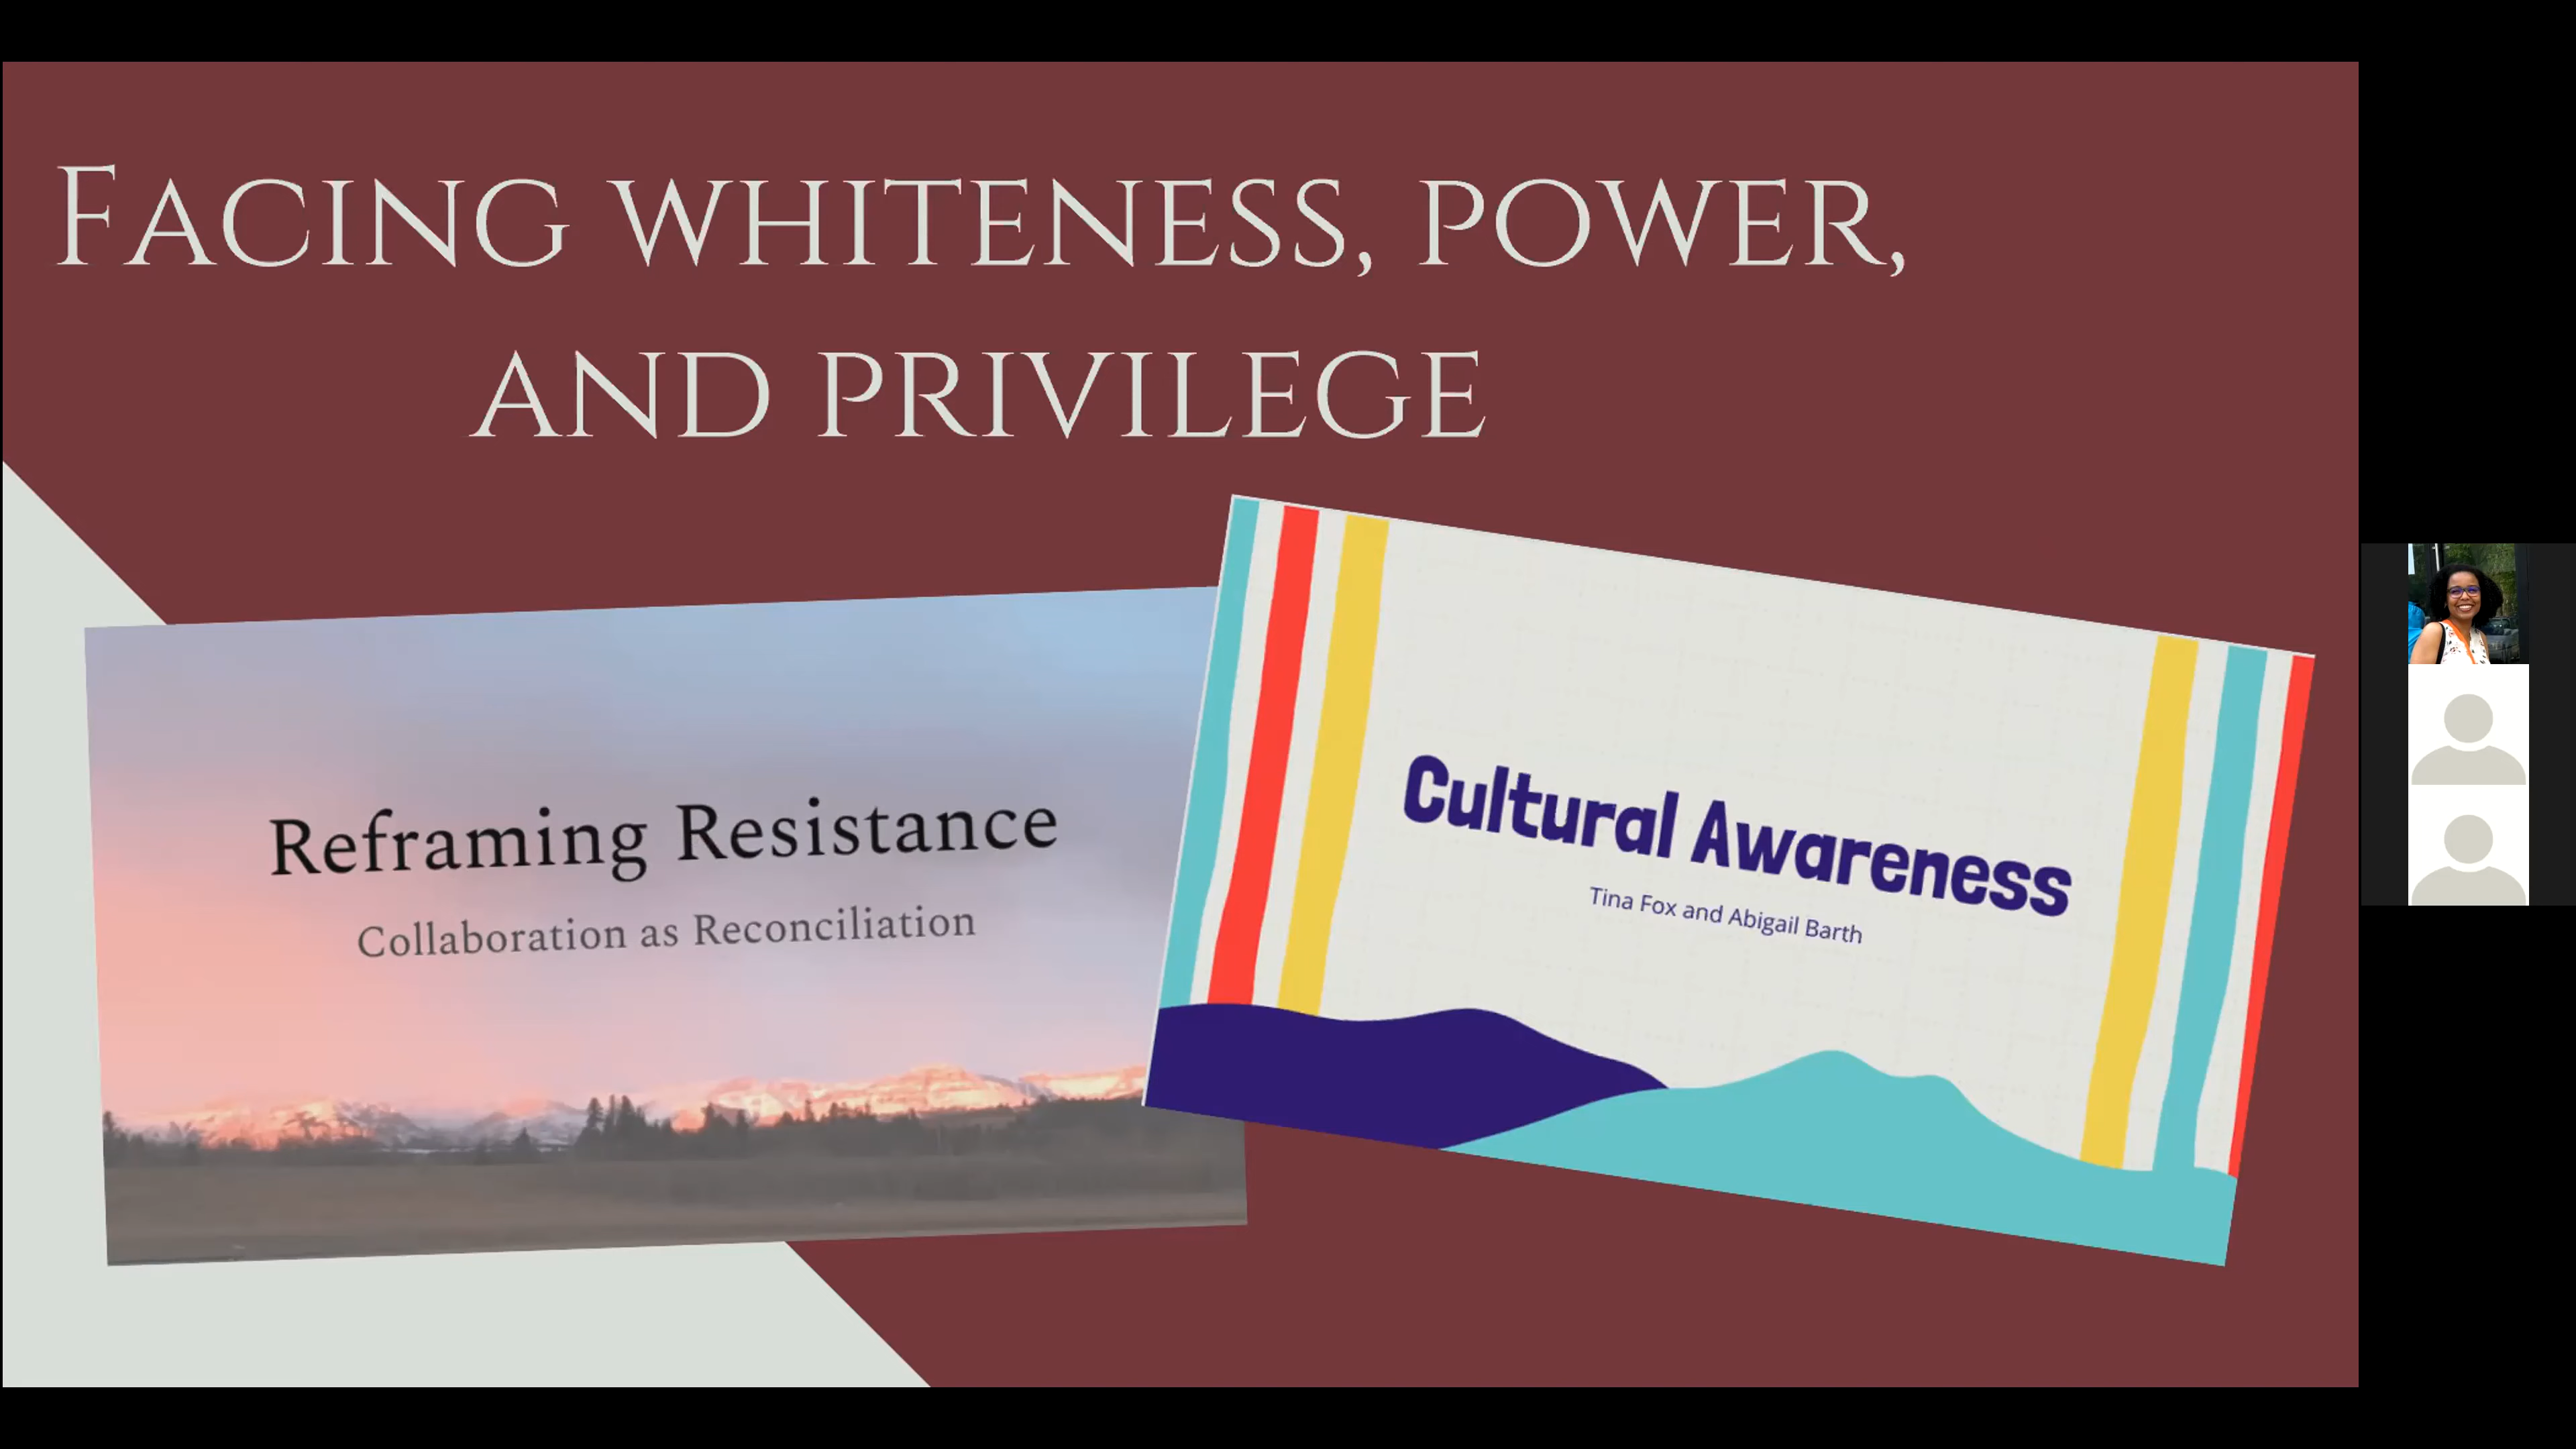 Facing whiteness, power,
and privilege
Reframing Resistance
Collaboration as Reconciliation
Cultural Awareness
Tina Fox and Abigail Barth